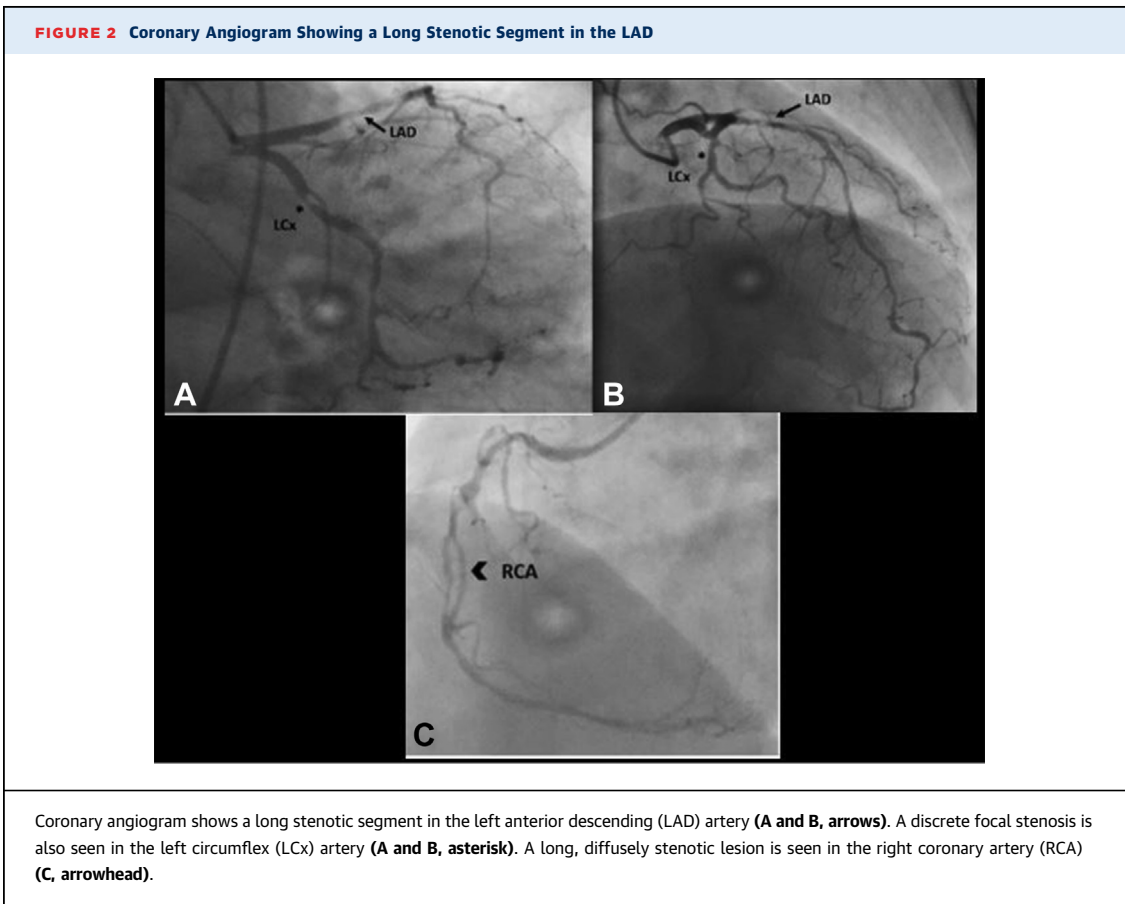 FIGURE 2 Coronary Angiogram Showing a Long Stenotic Segment in the LAD
LAD
LCx
A
LAD
LCx
B
RCA
C
Coronary angiogram shows a long stenotic segment in the left anterior descending (LAD) artery (A and B, arrows). A discrete focal stenosis is
also seen in the left circumflex (LCx) artery (A and B, asterisk). A long, diffusely stenotic lesion is seen in the right coronary artery (RCA)
(C, arrowhead).